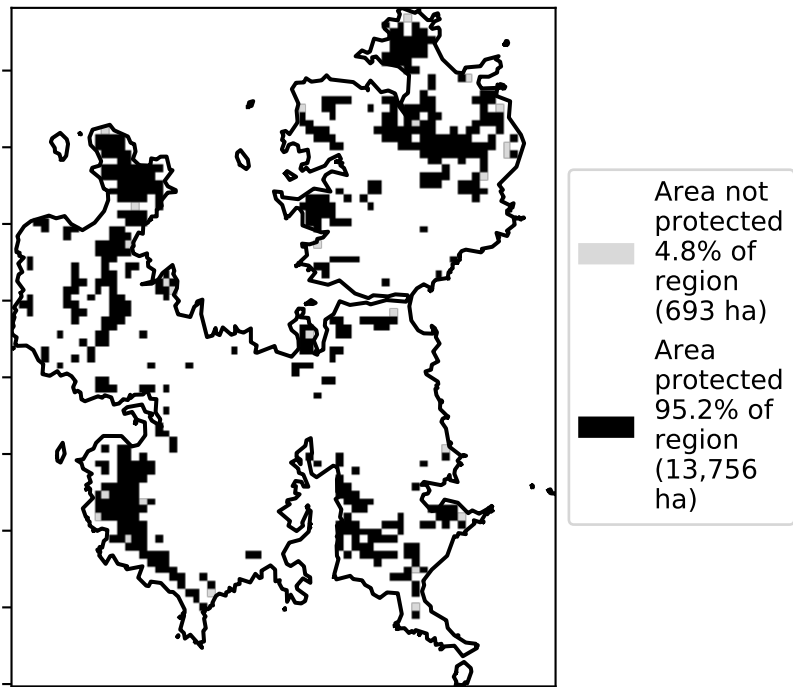 Area not
protected
4.8% of
region
(693 ha)
Area
protected
95.2% of
region
(13,756
ha)